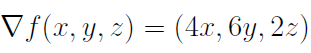 ∇f(x, y, z) = (4x, 6y, 2z)